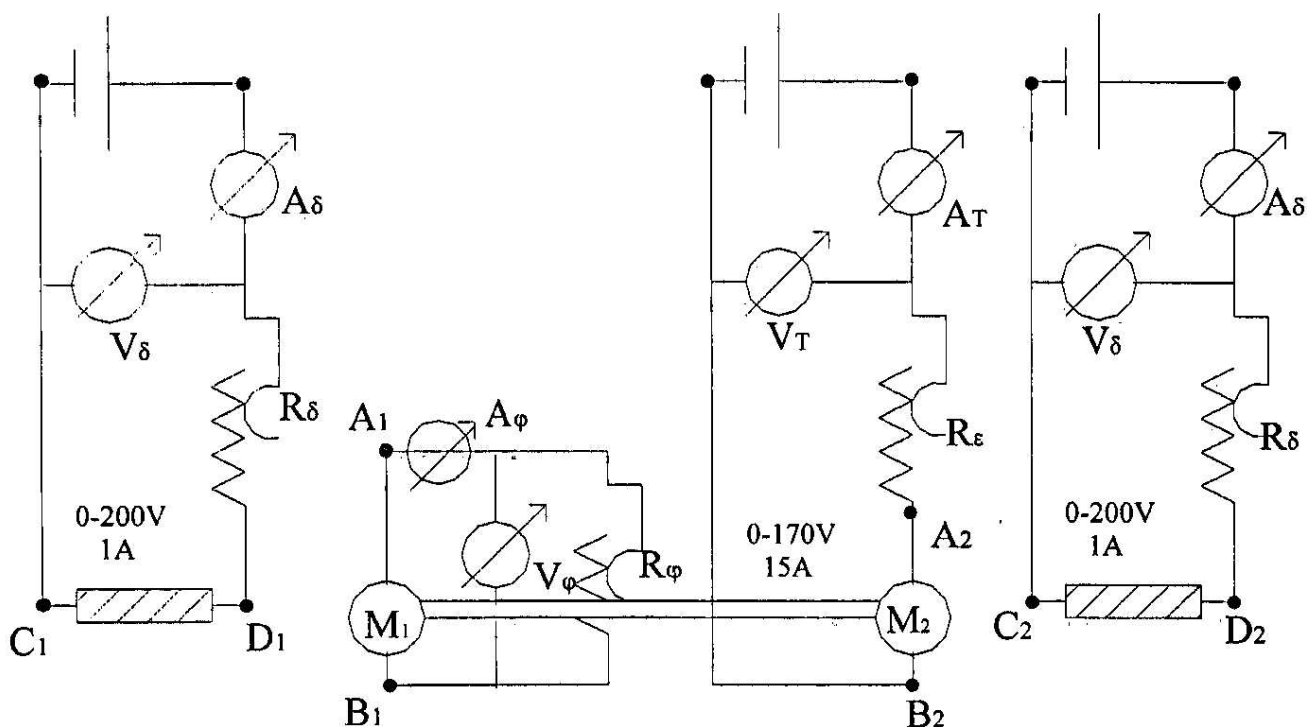 Aδ
Vδ
Rδ
0-200V
1A
C1
D1
A1
Aφ
Vφ
Rφ
M1
B1
AT
VT
Rε
0-170V
15A
A2
M2
B2
Aδ
Vδ
Rδ
0-200V
1A
C2
D2